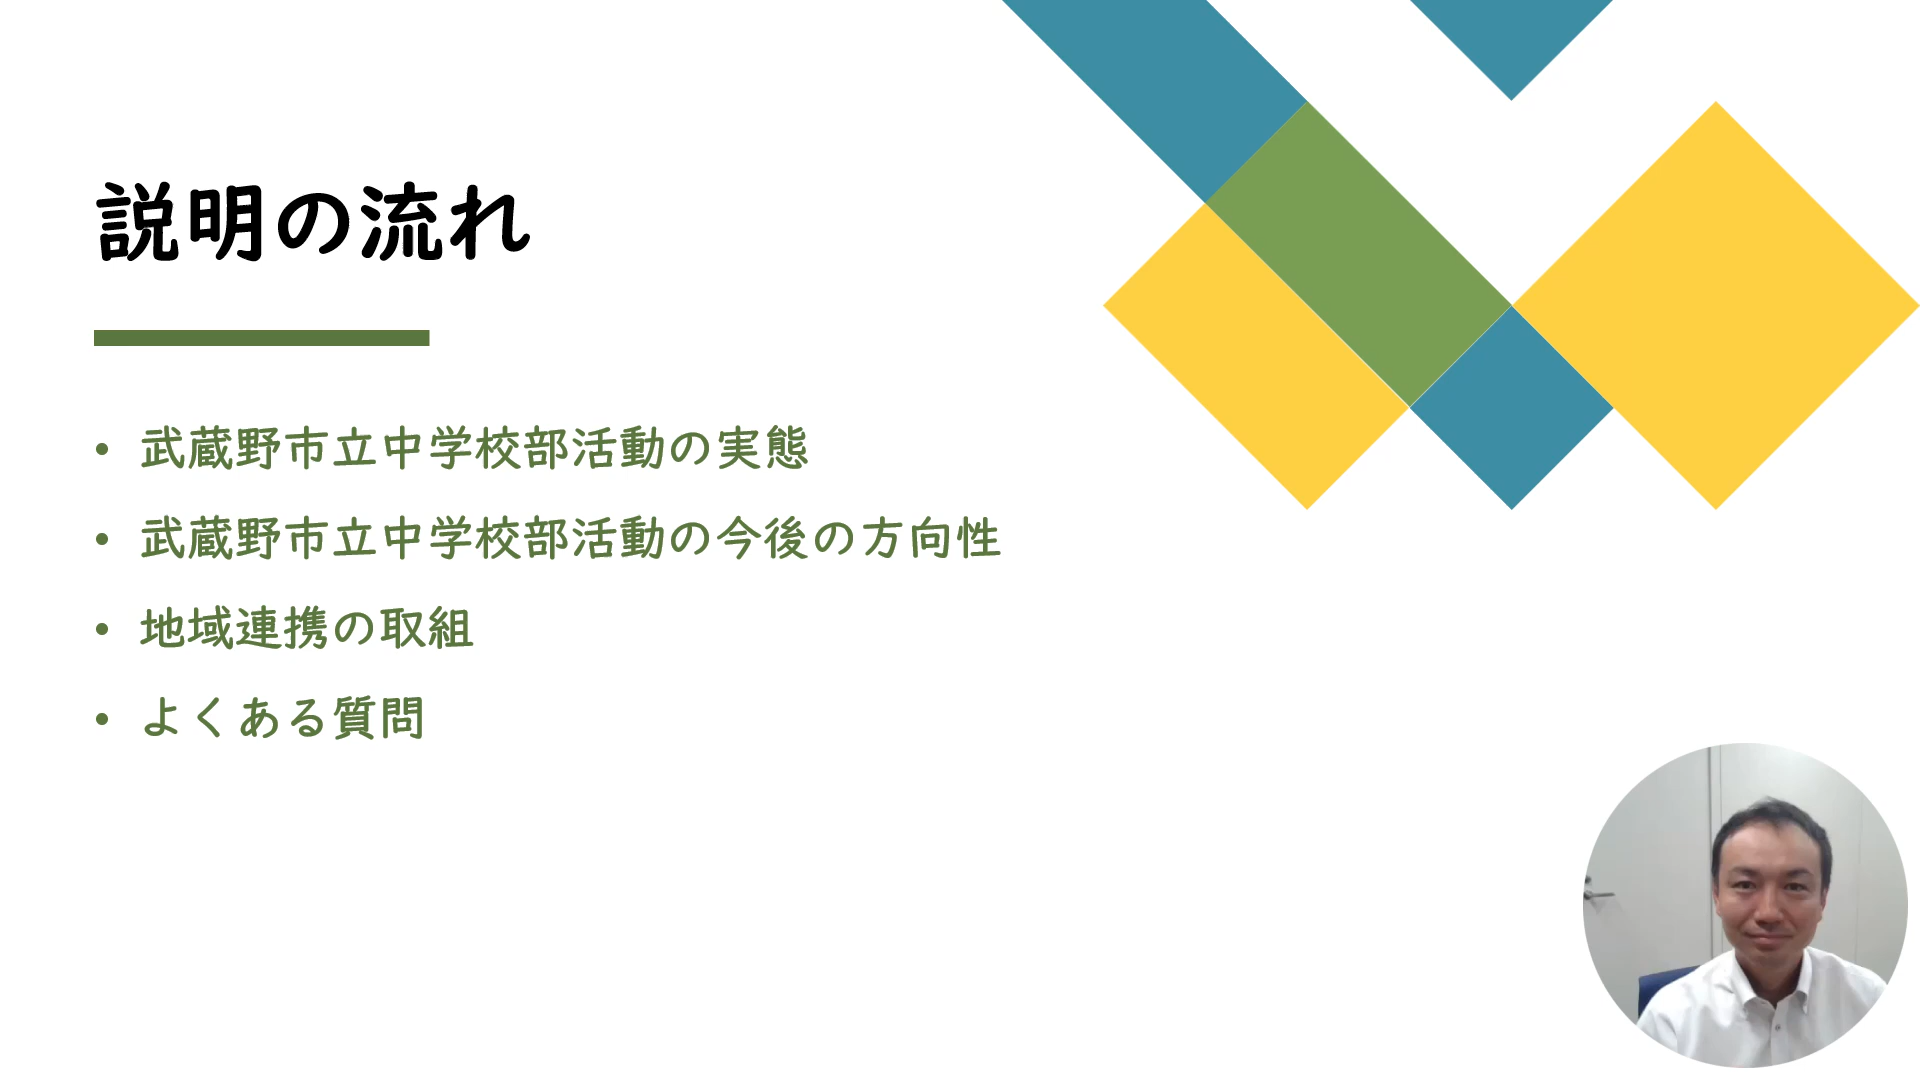 説明の流れ
• 武蔵野市立中学校部活動の実態
• 武蔵野市立中学校部活動の今後の方向性
• 地域連携の取組
• よくある質問